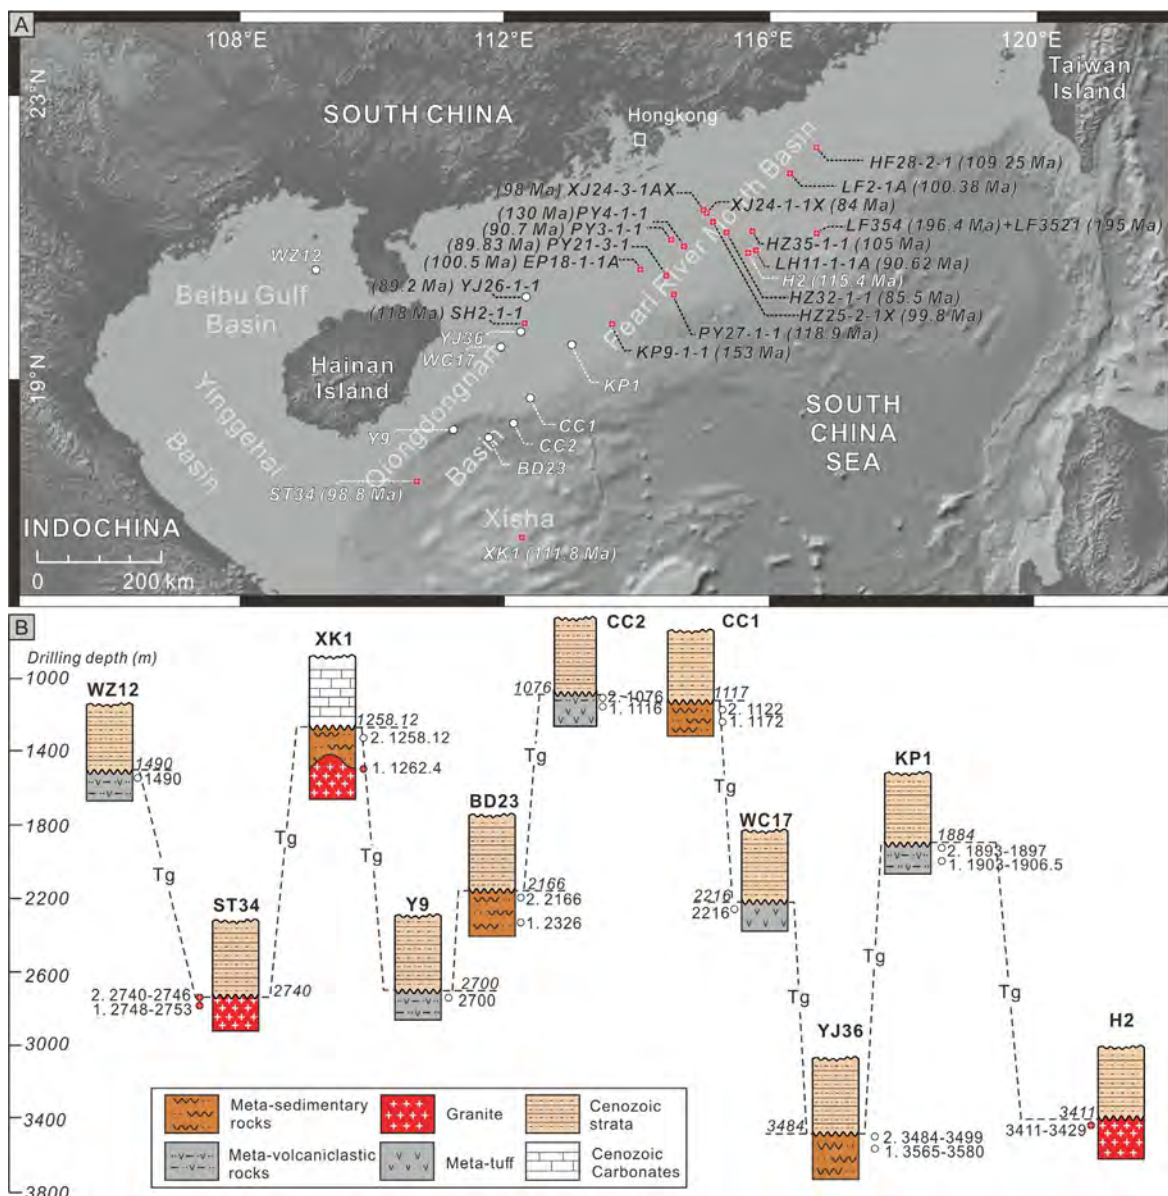 A
108°E
112°E
116°E
120°E
23°N
19°N
Taiwan
Island
SOUTH CHINA
Hongkong
HF28-2-1 (109.25 Ma)
LF2-1A (100.38 Ma)
(98 Ma) XJ24-3-1AX
XJ24-1-1X (84 Ma)
(130 Ma) PY4-1-1
LF354 (196.4 Ma)+LF3521 (195 Ma)
(90.7 Ma) PY3-1-1
HZ35-1-1 (105 Ma)
(89.83 Ma) PY21-3-1
LH11-1-1A (90.62 Ma)
(100.5 Ma) EP18-1-1A
H2 (115.4 Ma)
(89.2 Ma) YJ26-1-1
HZ32-1-1 (85.5 Ma)
(118 Ma) SH2-1-1
HZ25-2-1X (99.8 Ma)
PY27-1-1 (118.9 Ma)
KP9-1-1 (153 Ma)
WZ12
Beibu Gulf
Basin
YJ36
WC17
KP1
Pearl River Mouth Basin
Hainan
Island
Yinggehai
Basin
Qiongdongnan
Basin
Y9
CC1
CC2
BD23
SOUTH
CHINA
SEA
ST34 (98.8 Ma)
Xisha
XK1 (111.8 Ma)
INDOCHINA
0
200 km
B
Drilling depth (m)
1000
1400
1800
2200
2600
3000
3400
3800
WZ12
1490
1490
Tg
ST34
2740
2. 2740-2746
1. 2748-2753
Tg
XK1
1258.12
2. 1258.12
1. 1262.4
Tg
Y9
2700
2700
BD23
2166
2. 2166
1. 2326
Tg
CC2
1076
2. 1076
1. 1116
CC1
1117
2. 1122
1. 1172
Tg
WC17
2216
2216
Tg
YJ36
3484
2. 3484-3499
1. 3565-3580
Tg
KP1
1884
2. 1893-1897
1. 1903-1906.5
Tg
H2
3411
3411-3429
Meta-sedimentary
rocks
Granite
Cenozoic
strata
Meta-volcaniclastic
rocks
Meta-tuff
Cenozoic
Carbonates